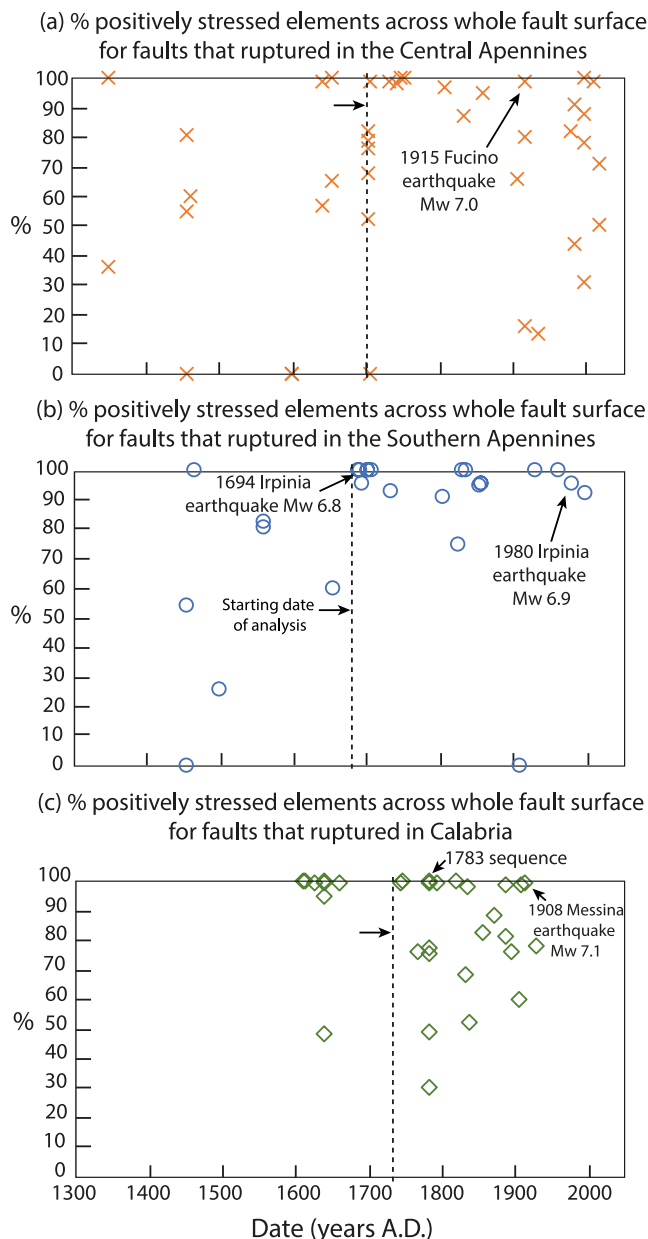 (a) % positively stressed elements across whole fault surface
for faults that ruptured in the Central Apennines
100
90
80
70
60
%
50
40
30
20
10
0
1915 Fucino
earthquake
Mw 7.0
(b) % positively stressed elements across whole fault surface
for faults that ruptured in the Southern Apennines
100
90
80
70
60
%
50
40
30
20
10
0
1694 Irpinia
earthquake Mw 6.8
Starting date
of analysis
1980 Irpinia
earthquake
Mw 6.9
(c) % positively stressed elements across whole fault surface
for faults that ruptured in Calabria
100
90
80
70
60
%
50
40
30
20
10
0
1783 sequence
1908 Messina
earthquake
Mw 7.1
1300 1400 1500 1600 1700 1800 1900 2000
Date (years A.D.)